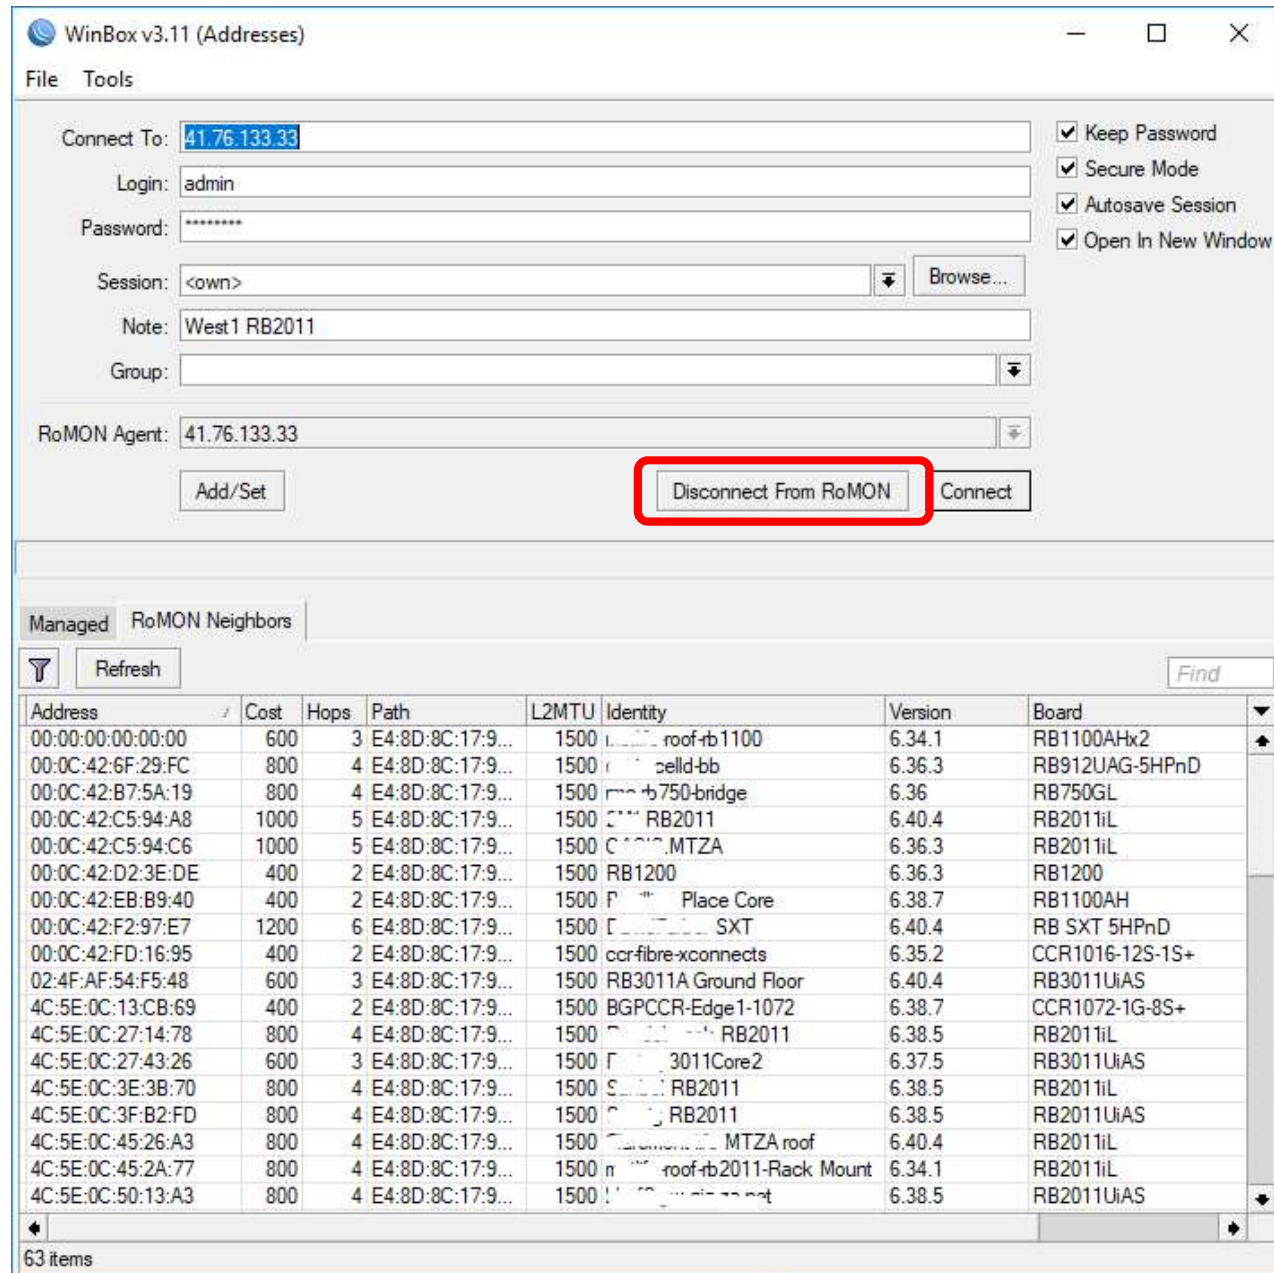 WinBox v3.11 (Addresses)
File Tools
Connect To: 41.76.133.33
Keep Password
Login: admin
Secure Mode
Password: ********
Autosave Session
Open In New Window
Session: <own>
Browse...
Note: West1 RB2011
Group:
RoMON Agent: 41.76.133.33
Add/Set Disconnect From RoMON Connect
Managed RoMON Neighbors
Refresh Find
Address Cost Hops Path L2MTU Identity Version Board
00:00:00:00:00:00 600 3 E4:8D:8C:17:9... 1500 roof-rb1100 6.34.1 RB1100AHx2
00:0C:42:6F:29:FC 800 4 E4:8D:8C:17:9... 1500 6.36.3 RB912UAG-5HPnD
00:0C:42:B7:5A:19 800 4 E4:8D:8C:17:9... 1500 6.36 RB750GL
00:0C:42:C5:94:A8 1000 5 E4:8D:8C:17:9... 1500 RB2011 6.40.4 RB2011iL
00:0C:42:C5:94:C6 1000 5 E4:8D:8C:17:9... 1500 .MTZA 6.36.3 RB2011iL
00:0C:42:D2:3E:DE 400 2 E4:8D:8C:17:9... 1500 RB1200 6.36.3 RB1200
00:0C:42:EB:B9:40 400 2 E4:8D:8C:17:9... 1500 Place Core 6.38.7 RB1100AH
00:0C:42:F2:97:E7 1200 6 E4:8D:8C:17:9... 1500 SXT 6.40.4 RB SXT 5HPnD
00:0C:42:FD:16:95 400 2 E4:8D:8C:17:9... 1500 ccr-fibre-xconnects 6.35.2 CCR1016-12S-1S+
02:4F:AF:54:F5:48 600 3 E4:8D:8C:17:9... 1500 RB3011A Ground Floor 6.40.4 RB3011UiAS
4C:5E:0C:13:CB:69 400 2 E4:8D:8C:17:9... 1500 BGPCCR-Edge1-1072 6.38.7 CCR1072-1G-8S+
4C:5E:0C:27:14:78 800 4 E4:8D:8C:17:9... 1500 RB2011 6.38.5 RB2011iL
4C:5E:0C:27:43:26 600 3 E4:8D:8C:17:9... 1500 3011Core2 6.37.5 RB3011UiAS
4C:5E:0C:3E:3B:70 800 4 E4:8D:8C:17:9... 1500 RB2011 6.38.5 RB2011iL
4C:5E:0C:3F:B2:FD 800 4 E4:8D:8C:17:9... 1500 RB2011 6.38.5 RB2011UiAS
4C:5E:0C:45:26:A3 800 4 E4:8D:8C:17:9... 1500 MTZA roof 6.40.4 RB2011iL
4C:5E:0C:45:2A:77 800 4 E4:8D:8C:17:9... 1500 -roof-rb2011-Rack Mount 6.34.1 RB2011iL
4C:5E:0C:50:13:A3 800 4 E4:8D:8C:17:9... 1500 6.38.5 RB2011UiAS
63 items